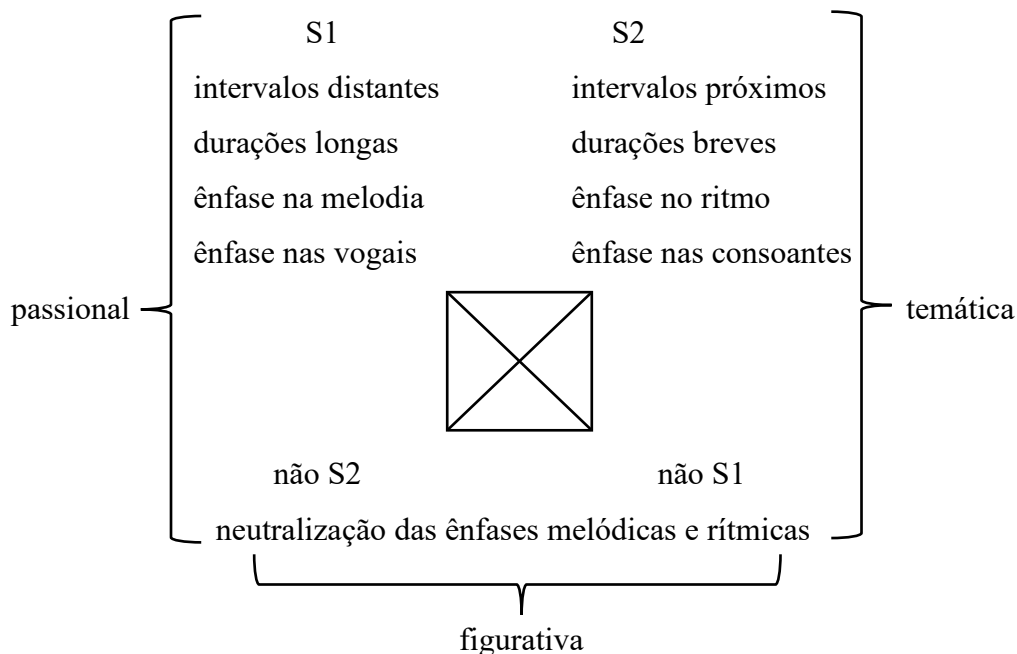 S1 S2
intervalos distantes intervalos próximos
durações longas durações breves
ênfase na melodia ênfase no ritmo
ênfase nas vogais ênfase nas consoantes
passional temática
não S2 não S1
neutralização das ênfases melódicas e rítmicas
figurativa